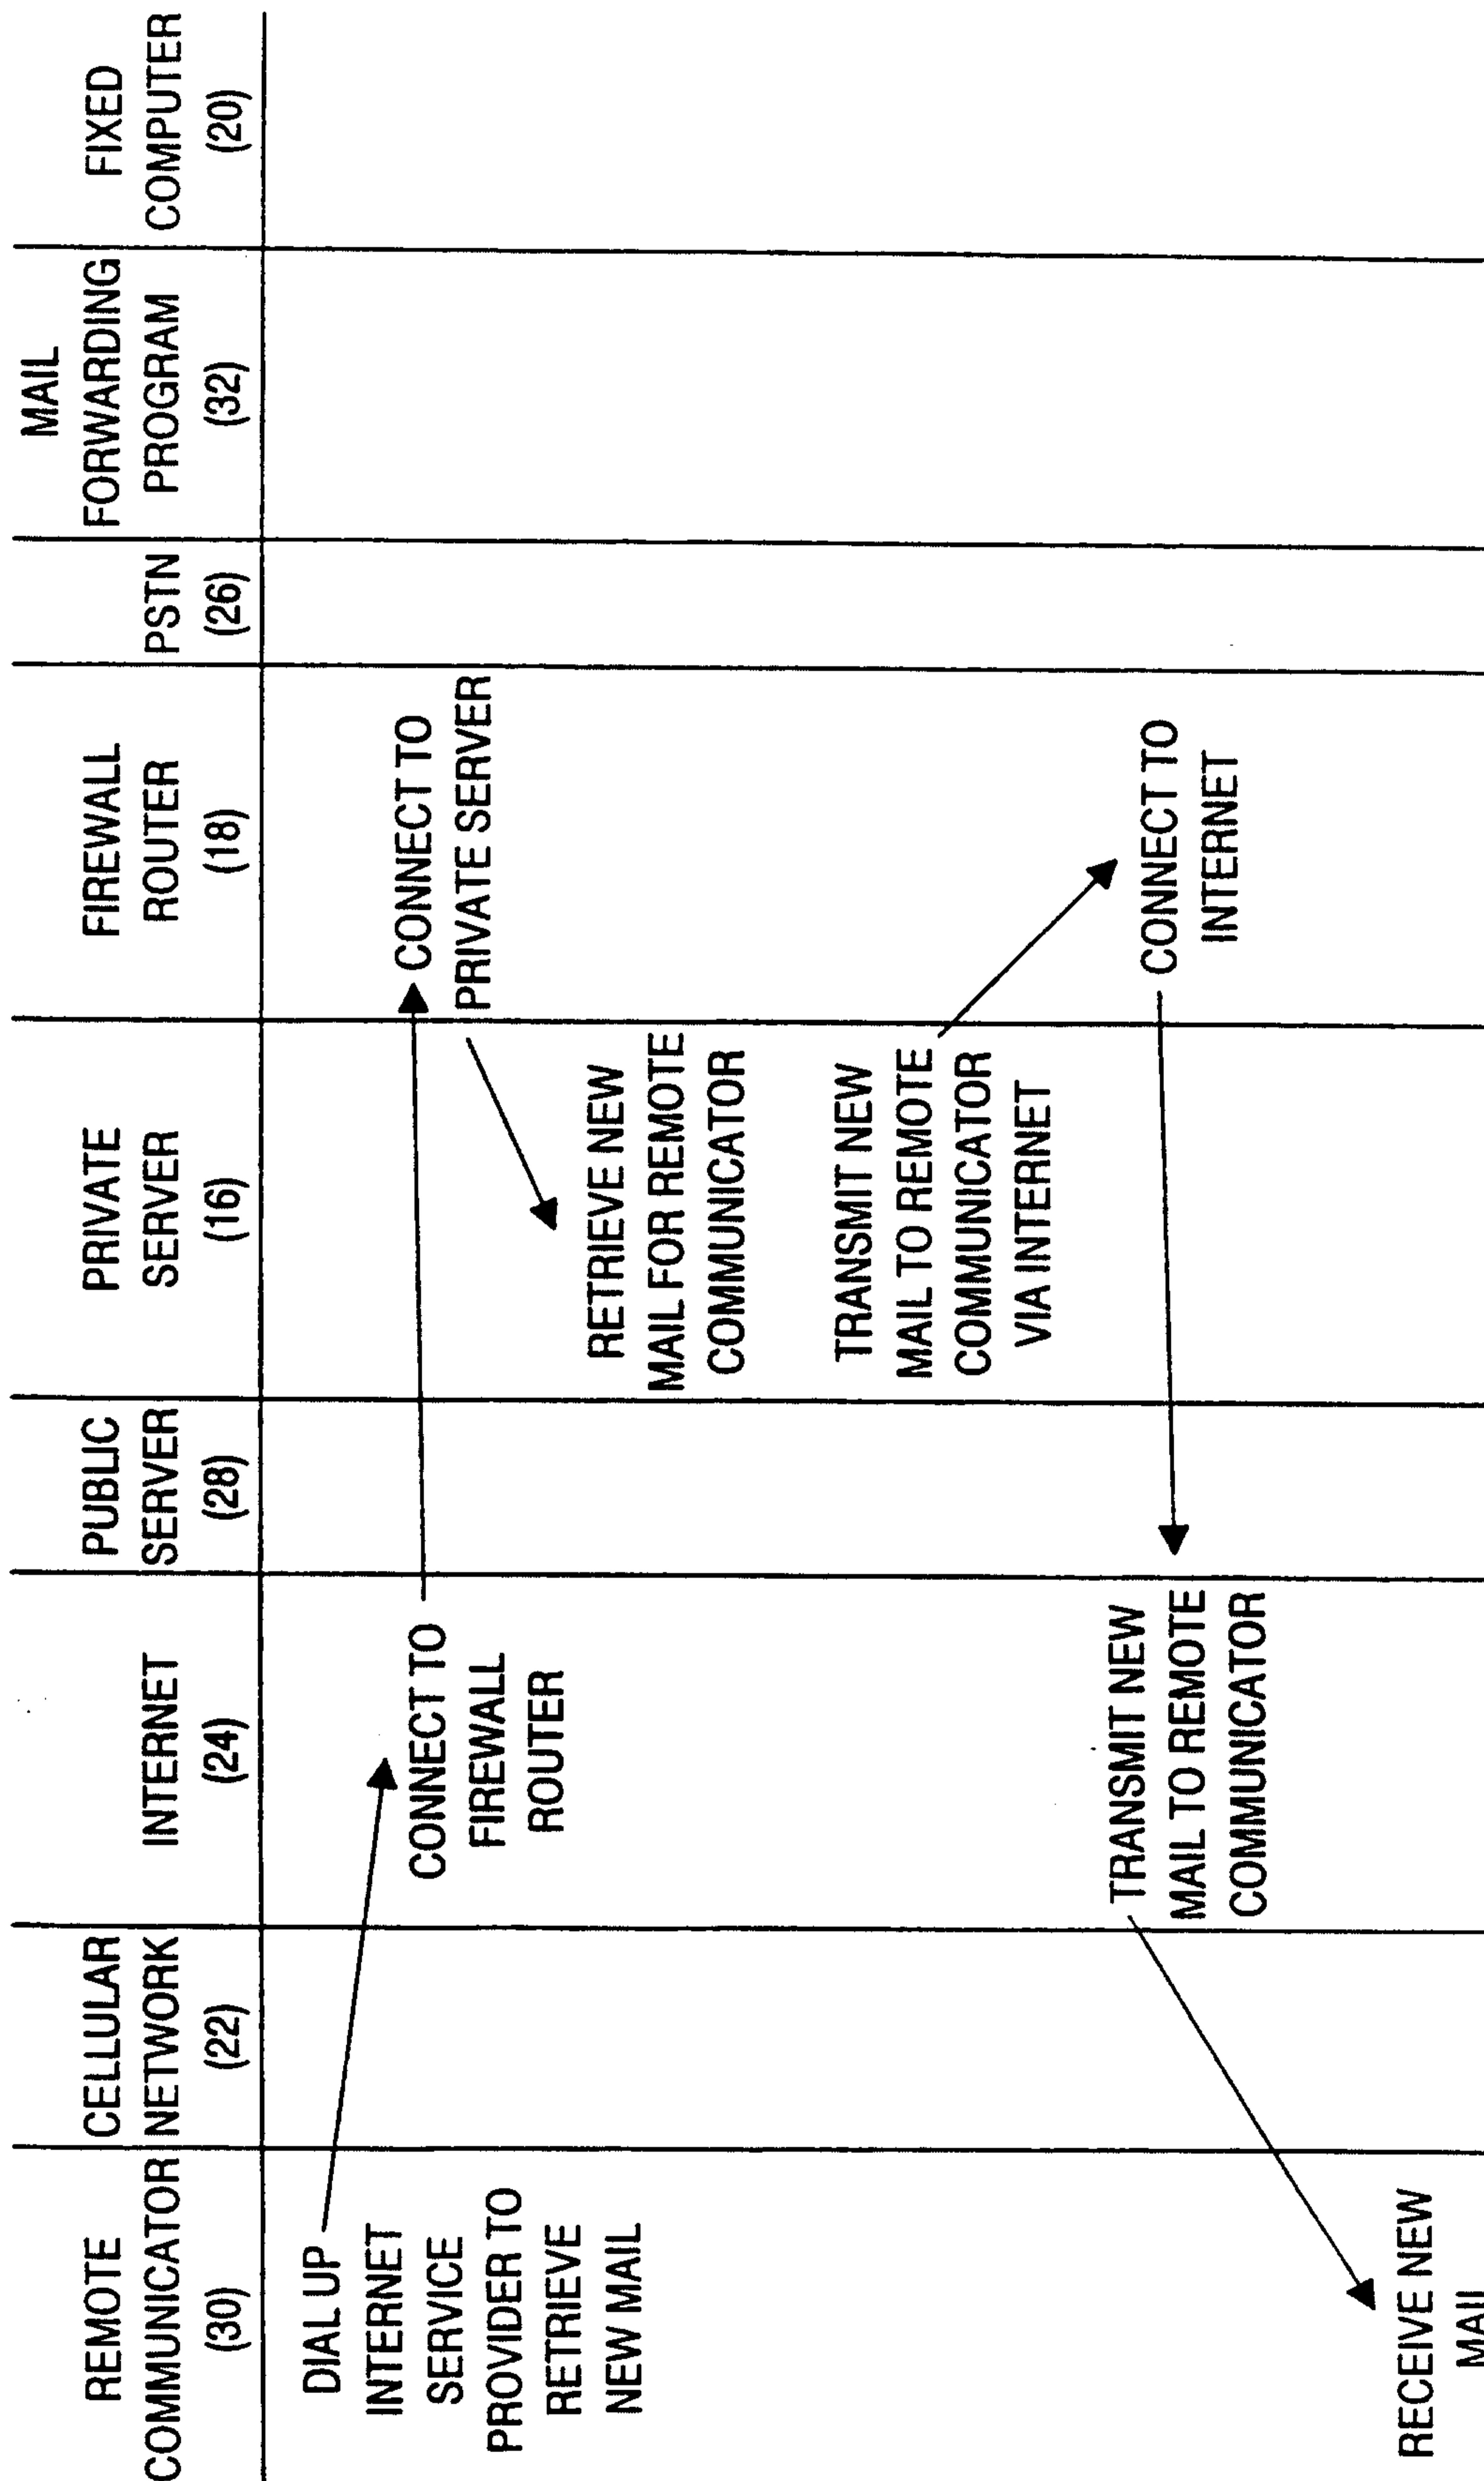 REMOTE
COMMUNICATOR
(30)
CELLULAR
NETWORK
(22)
INTERNET
(24)
PUBLIC
SERVER
(28)
PRIVATE
SERVER
(16)
FIREWALL
ROUTER
(18)
PSTN
(26)
MAIL
FORWARDING
PROGRAM
(32)
FIXED
COMPUTER
(20)
DIAL UP
INTERNET
SERVICE
PROVIDER TO
RETRIEVE
NEW MAIL
CONNECT TO
FIREWALL
ROUTER
CONNECT TO
PRIVATE SERVER
RETRIEVE NEW
MAIL FOR REMOTE
COMMUNICATOR
TRANSMIT NEW
MAIL TO REMOTE
COMMUNICATOR
VIA INTERNET
CONNECT TO
INTERNET
TRANSMIT NEW
MAIL TO REMOTE
COMMUNICATOR
RECEIVE NEW
MAIL